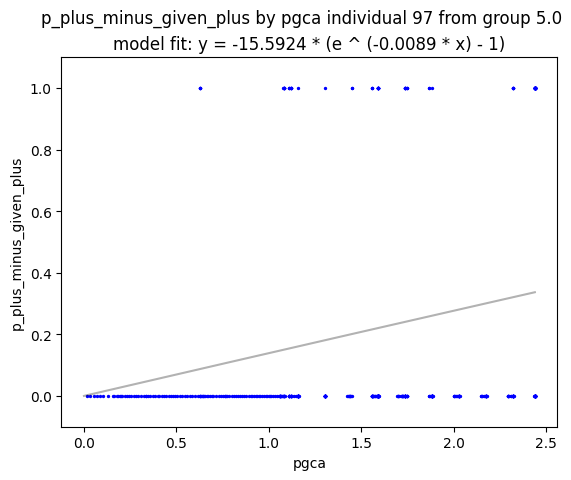 p_plus_minus_given_plus by pgca individual 97 from group 5.0
model fit: y = -15.5924 * (e ^ (-0.0089 * x) - 1)
1.0
0.8
0.6
0.4
0.2
0.0
p_plus_minus_given_plus
0.0 0.5 1.0 1.5 2.0 2.5
pgca